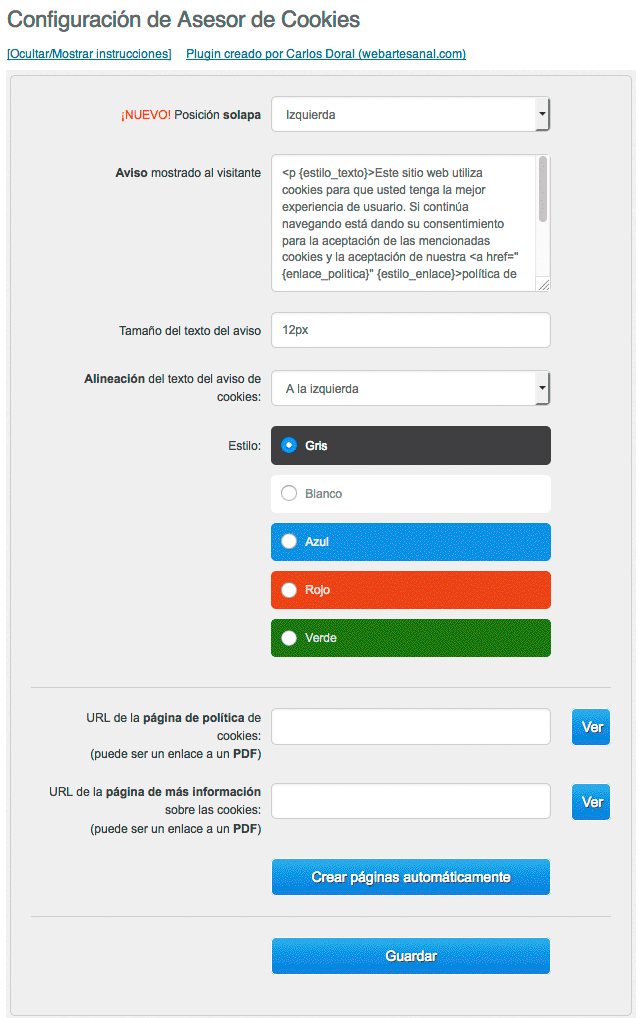 Configuración de Asesor de Cookies
[Ocultar/Mostrar instrucciones] Plugin creado por Carlos Doral (webartesanal.com)
¡NUEVO! Posición solapa Izquierda
Aviso mostrado al visitante
<p {estilo_texto}>Este sitio web utiliza
cookies para que usted tenga la mejor
experiencia de usuario. Si continúa
navegando está dando su consentimiento
para la aceptación de las mencionadas
cookies y la aceptación de nuestra <a href="
{enlace_politica}" {estilo_enlace}>política de
Tamaño del texto del aviso 12px
Alineación del texto del aviso de
cookies:
A la izquierda
Estilo: Gris
Blanco
Azul
Rojo
Verde
URL de la página de política de
cookies:
(puede ser un enlace a un PDF)
Ver
URL de la página de más información
sobre las cookies:
(puede ser un enlace a un PDF)
Ver
Crear páginas automáticamente
Guardar